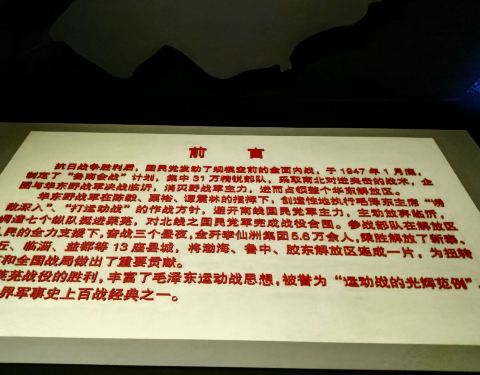 前 言
抗日战争胜利后，国民党发动了规模空前的全面内战，于1947年1月底，
制定了“鲁南会战”计划，集中31万精锐部队，采取南北对进夹击的战术，企
图与华东野战军决战临沂，消灭野战军主力，进而占领整个华东解放区。
华东野战军在陈毅、粟裕、谭震林的指挥下，创造性地执行毛泽东主席“诱
敌深入”、“打运动战”的作战方针，避开南线国民党军主力，主动放弃临沂，
调遣七个纵队挺进莱芜，对北线之国民党军完成战役合围。参战部队在解放区
民的全力支援下，奋战三个昼夜，全歼李仙洲集团5.6万余人，乘胜解放了新泰、
丘、临淄、益都等13座县城，将渤海、鲁中、胶东解放区连成一片，为扭转
和全国战局做出了重要贡献。
芜战役的胜利，丰富了毛泽东运动战思想，被誉为“运动战的光辉范例”、
界军事史上百战经典之一。